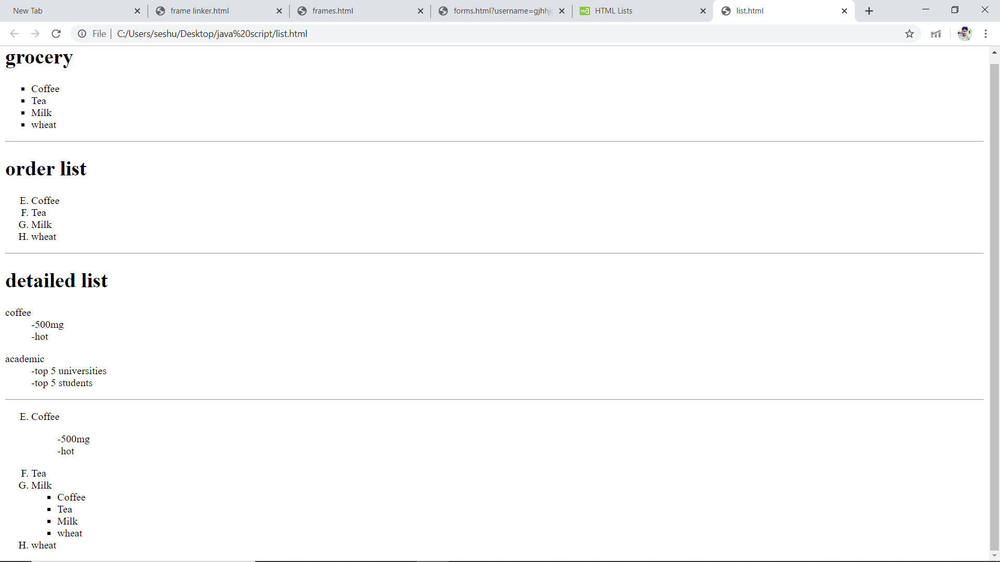 New Tab
frame linker.html
frames.html
forms.html?username=gjhhj
HTML Lists
list.html
File | C:/Users/seshu/Desktop/java%20script/list.html
grocery
Coffee
Tea
Milk
wheat
order list
E. Coffee
F. Tea
G. Milk
H. wheat
detailed list
coffee
-500mg
-hot
academic
-top 5 universities
-top 5 students
E. Coffee
-500mg
-hot
F. Tea
G. Milk
Coffee
Tea
Milk
wheat
H. wheat